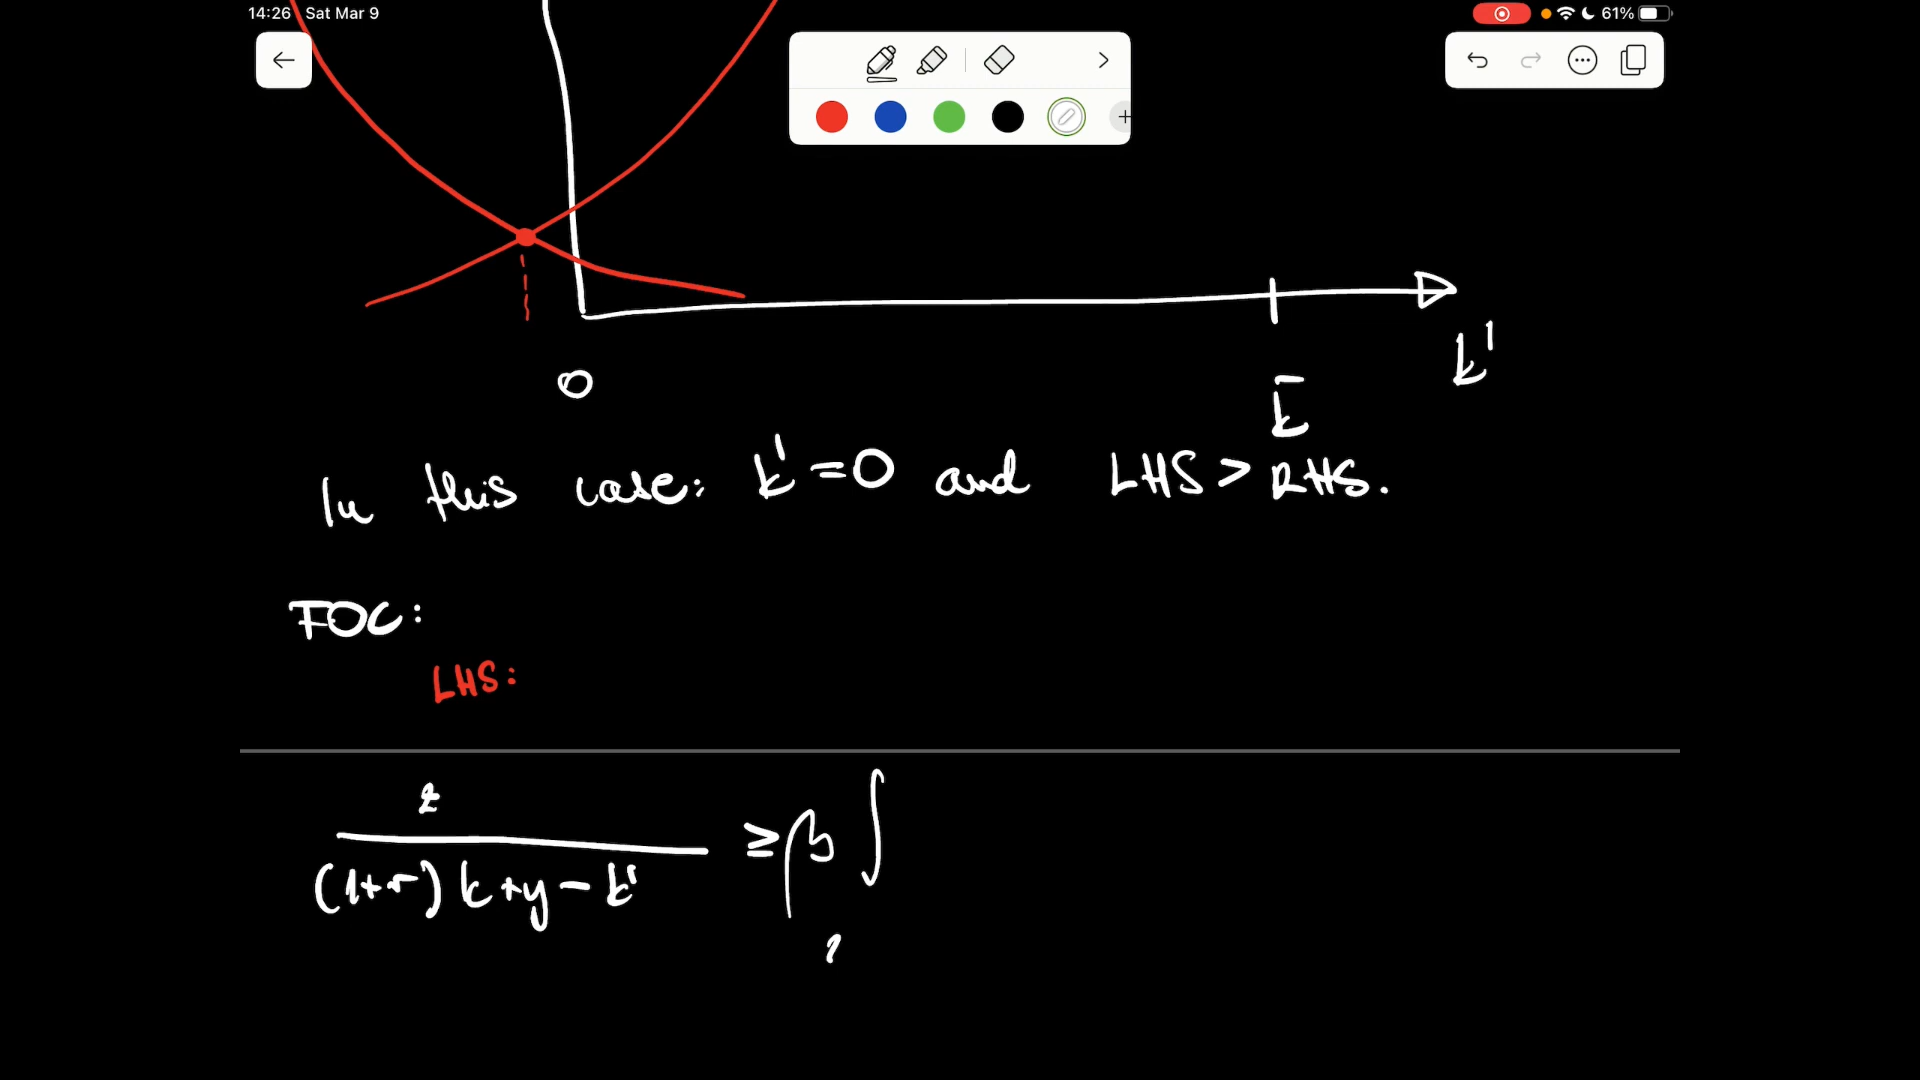 14:26 Sat Mar 9
61%
k'
0
k̄
In this case: k'=0 and LHS > RHS.
FOC:
LHS:
z
(1+r)k+y-k' ≥ β ∫
z